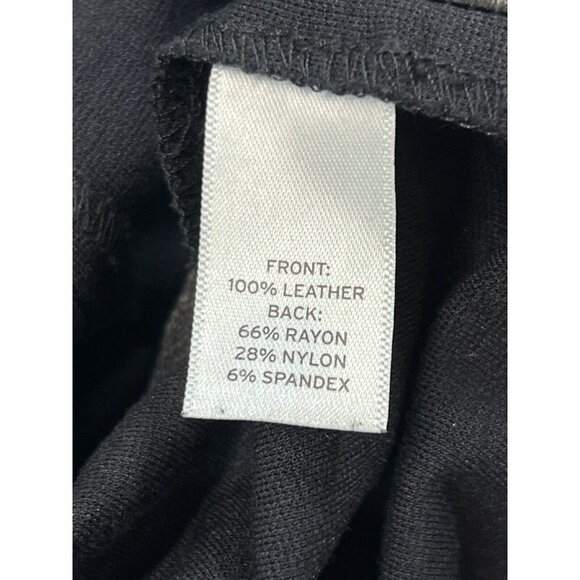 FRONT:
100% LEATHER
BACK:
66% RAYON
28% NYLON
6% SPANDEX